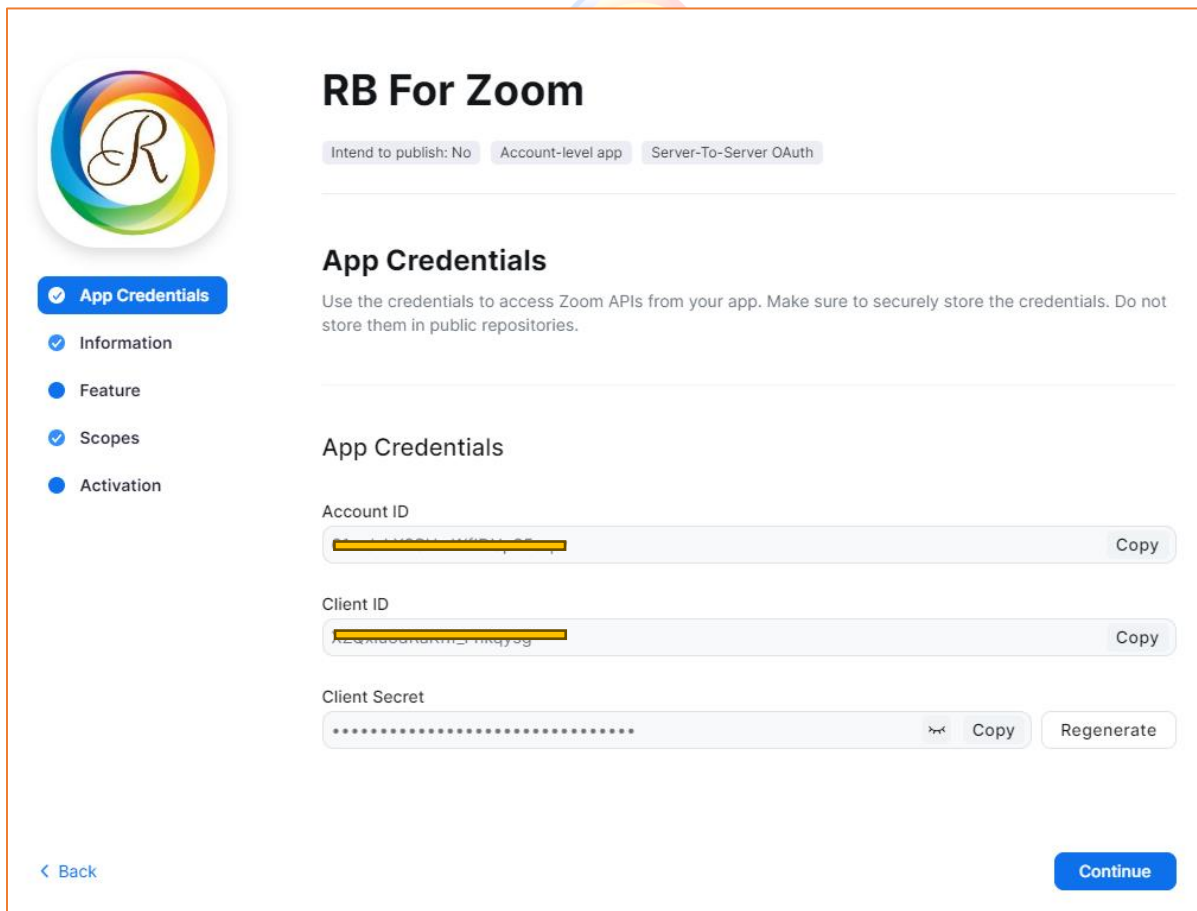 R
RB For Zoom
Intend to publish: No Account-level app Server-To-Server OAuth
App Credentials
Information
Feature
Scopes
Activation
App Credentials
Use the credentials to access Zoom APIs from your app. Make sure to securely store the credentials. Do not
store them in public repositories.
App Credentials
Account ID
Copy
Client ID
Copy
Client Secret
•••••••••••••••••••••••••••••••• Copy Regenerate
Back
Continue